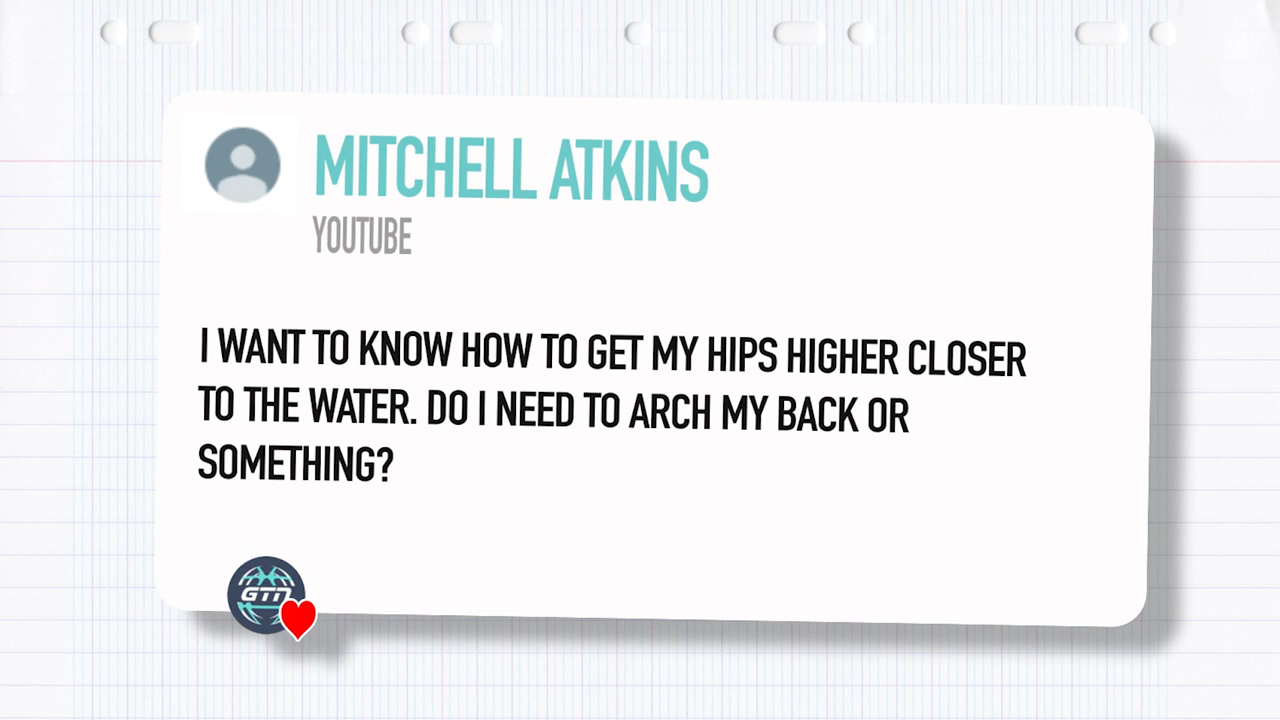 MITCHELL ATKINS
YOUTUBE
I WANT TO KNOW HOW TO GET MY HIPS HIGHER CLOSER
TO THE WATER. DO I NEED TO ARCH MY BACK OR
SOMETHING?
GTN